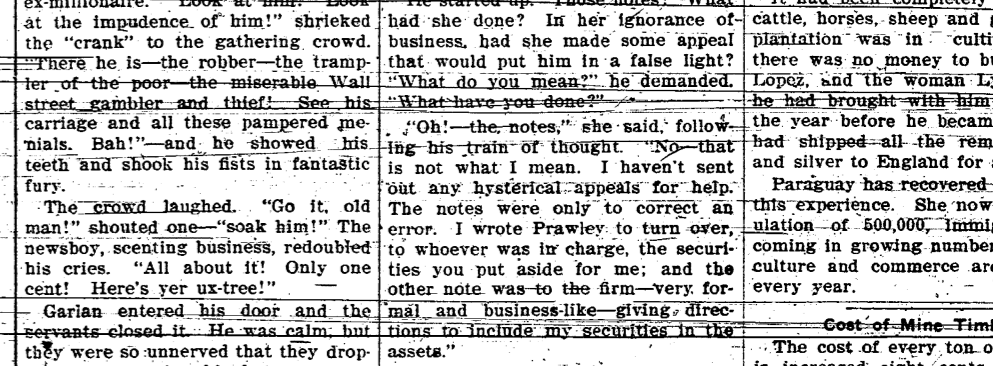 ex-millionaire. "Look at him! Look
at the impudence of him!" shrieked
the "crank" to the gathering crowd.
"There he is—the robber—the tramp-
ler of the poor—the miserable Wall
street gambler and thief! See his
carriage and all these pampered me-
nials. Bah!"—and he showed his
teeth and shook his fists in fantastic
fury.
The crowd laughed. "Go it, old
man!" shouted one—"soak him!" The
newsboy, scenting business, redoubled
his cries. "All about it! Only one
cent! Here's yer ux-tree!"
Garlan entered his door and the
servants closed it. He was calm, but
they were so unnerved that they drop-
He started up. Those notes! What
had she done? In her ignorance of
business, had she made some appeal
that would put him in a false light?
"What do you mean?" he demanded.
"What have you done?"
"Oh!—the notes," she said, follow-
ing his train of thought. "No—that
is not what I mean. I haven't sent
out any hysterical appeals for help.
The notes were only to correct an
error. I wrote Prawley to turn over,
to whoever was in charge, the securi-
ties you put aside for me; and the
other note was to the firm—very for-
mal and business-like—giving direc-
tions to include my securities in the
assets."
It had been completely
cattle, horses, sheep and
plantation was in culti
there was no money to bu
Lopez, and the woman Ly
he had brought with him
the year before he becam
had shipped all the rem
and silver to England for
Paraguay has recovered
this experience. She now
ulation of 500,000, immig
coming in growing number
culture and commerce are
every year.
Cost of Mine Timb
The cost of every ton o
is increased eight cents